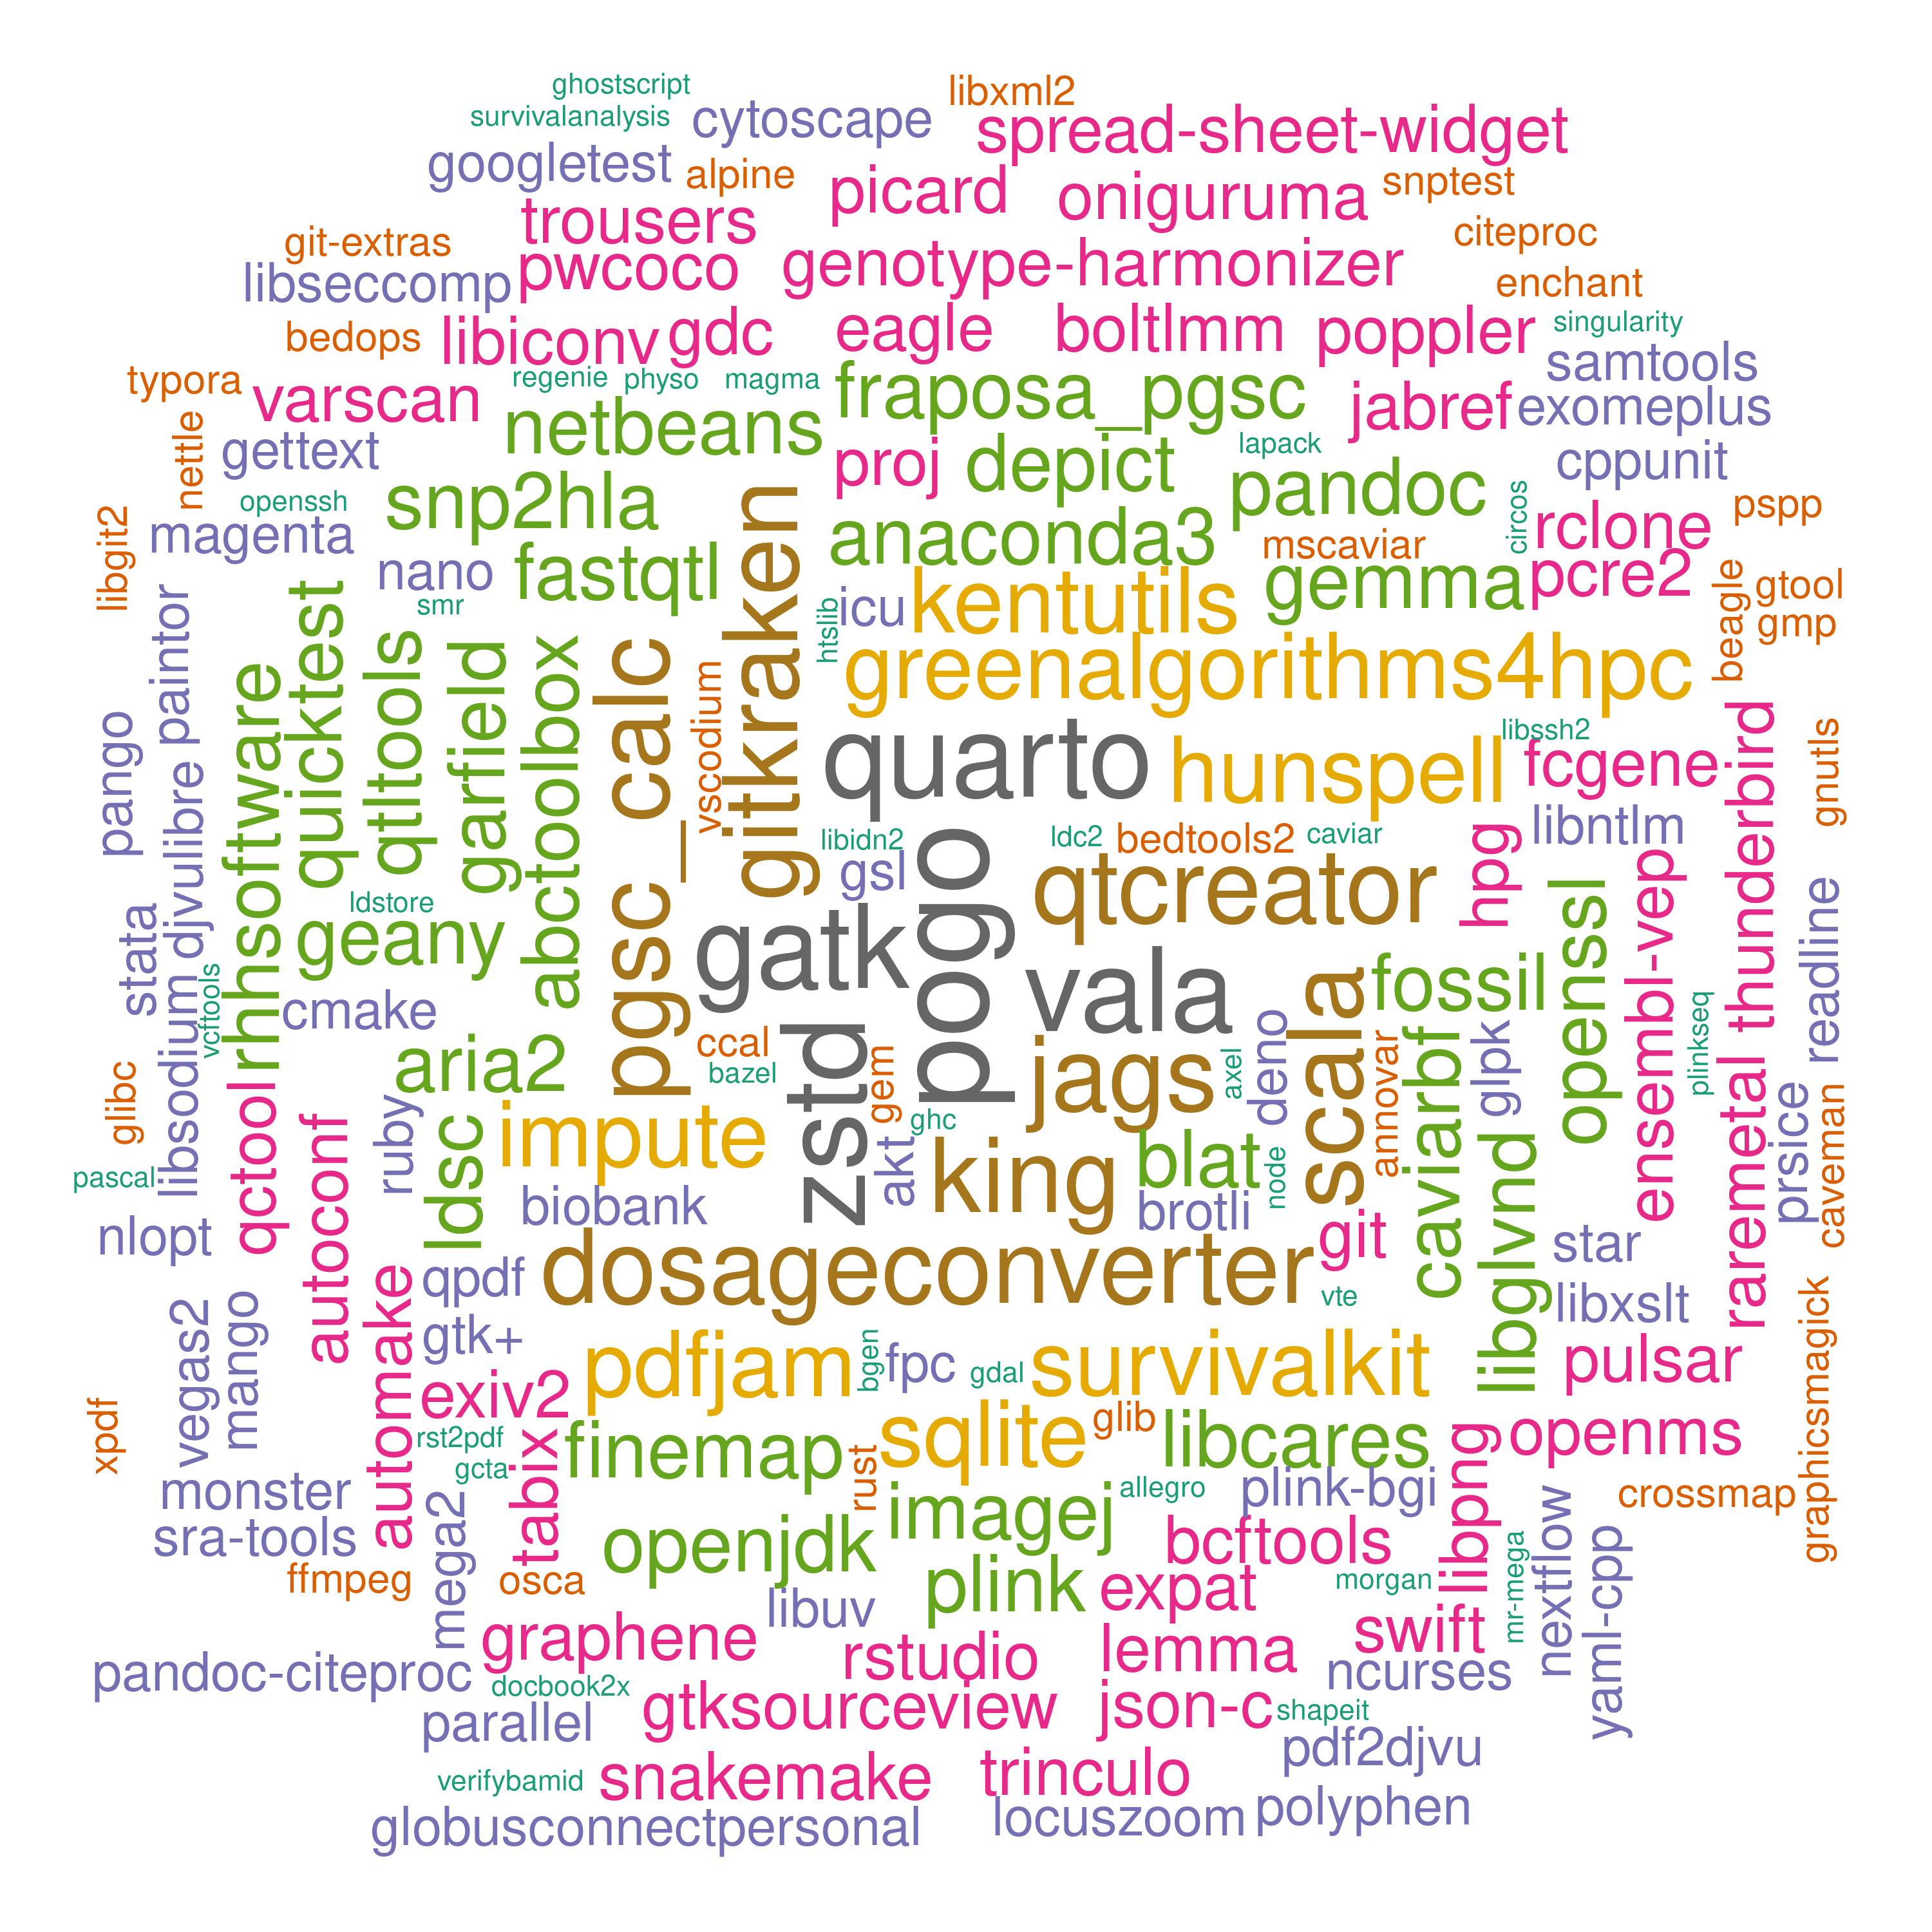 ghostscript
libxml2
survivalanalysis
cytoscape
spread-sheet-widget
googletest
alpine
picard
oniguruma
snptest
trousers
citeproc
git-extras
libseccomp
pwcoco
genotype-harmonizer
enchant
bedops
libiconv
gdc
eagle
boltlmm
poppler
singularity
samtools
typora
varscan
regenie
physo
magma
fraposa_pgsc
jabref
exomeplus
nettle
gettext
netbeans
proj
depict
lapack
cppunit
openssh
snp2hla
gitkraken
pandoc
circos
pspp
libgit2
magenta
anaconda3
mscaviar
rclone
nano
fastqtl
gemma
pcre2
beagle
gtool
smr
htslib
icu
kentutils
gmp
paintor
quicktest
qtltools
garfield
abctoolbox
pgsc_calc
vscodium
greenalgorithms4hpc
pango
djvulibre
rhhsoftware
quarto
hunspell
libssh2
fcgene
thunderbird
gnutls
libidn2
gsl
pogo
ldc2
bedtools2
caviar
hpg
libntlm
qtcreator
ldstore
stata
geany
gatk
vala
scala
fossil
openssl
ensembl-vep
readline
libsodium
vcftools
cmake
zstd
plinkseq
aria2
ccal
bazel
gem
jags
axel
deno
annovar
caviarbf
glpk
raremetal
glibc
qctool
autoconf
ruby
ldsc
impute
ghc
prsice
caveman
pascal
akt
king
blat
node
libglvnd
nlopt
biobank
brotli
git
star
dosageconverter
vegas2
mango
automake
qpdf
vte
libxslt
graphicsmagick
gtk+
pdfjam
bgen
fpc
gdal
survivalkit
pulsar
xpdf
exiv2
rst2pdf
gcta
tabix
finemap
rust
sqlite
glib
libcares
libpng
openms
monster
mega2
imagej
allegro
plink-bgi
nextflow
crossmap
sra-tools
openjdk
bcftools
mr-mega
yaml-cpp
ffmpeg
osca
plink
expat
morgan
libuv
graphene
rstudio
lemma
swift
pandoc-citeproc
docbook2x
ncurses
parallel
gtksourceview
json-c
shapeit
pdf2djvu
verifybamid
snakemake
trinculo
globusconnectpersonal
locuszoom
polyphen